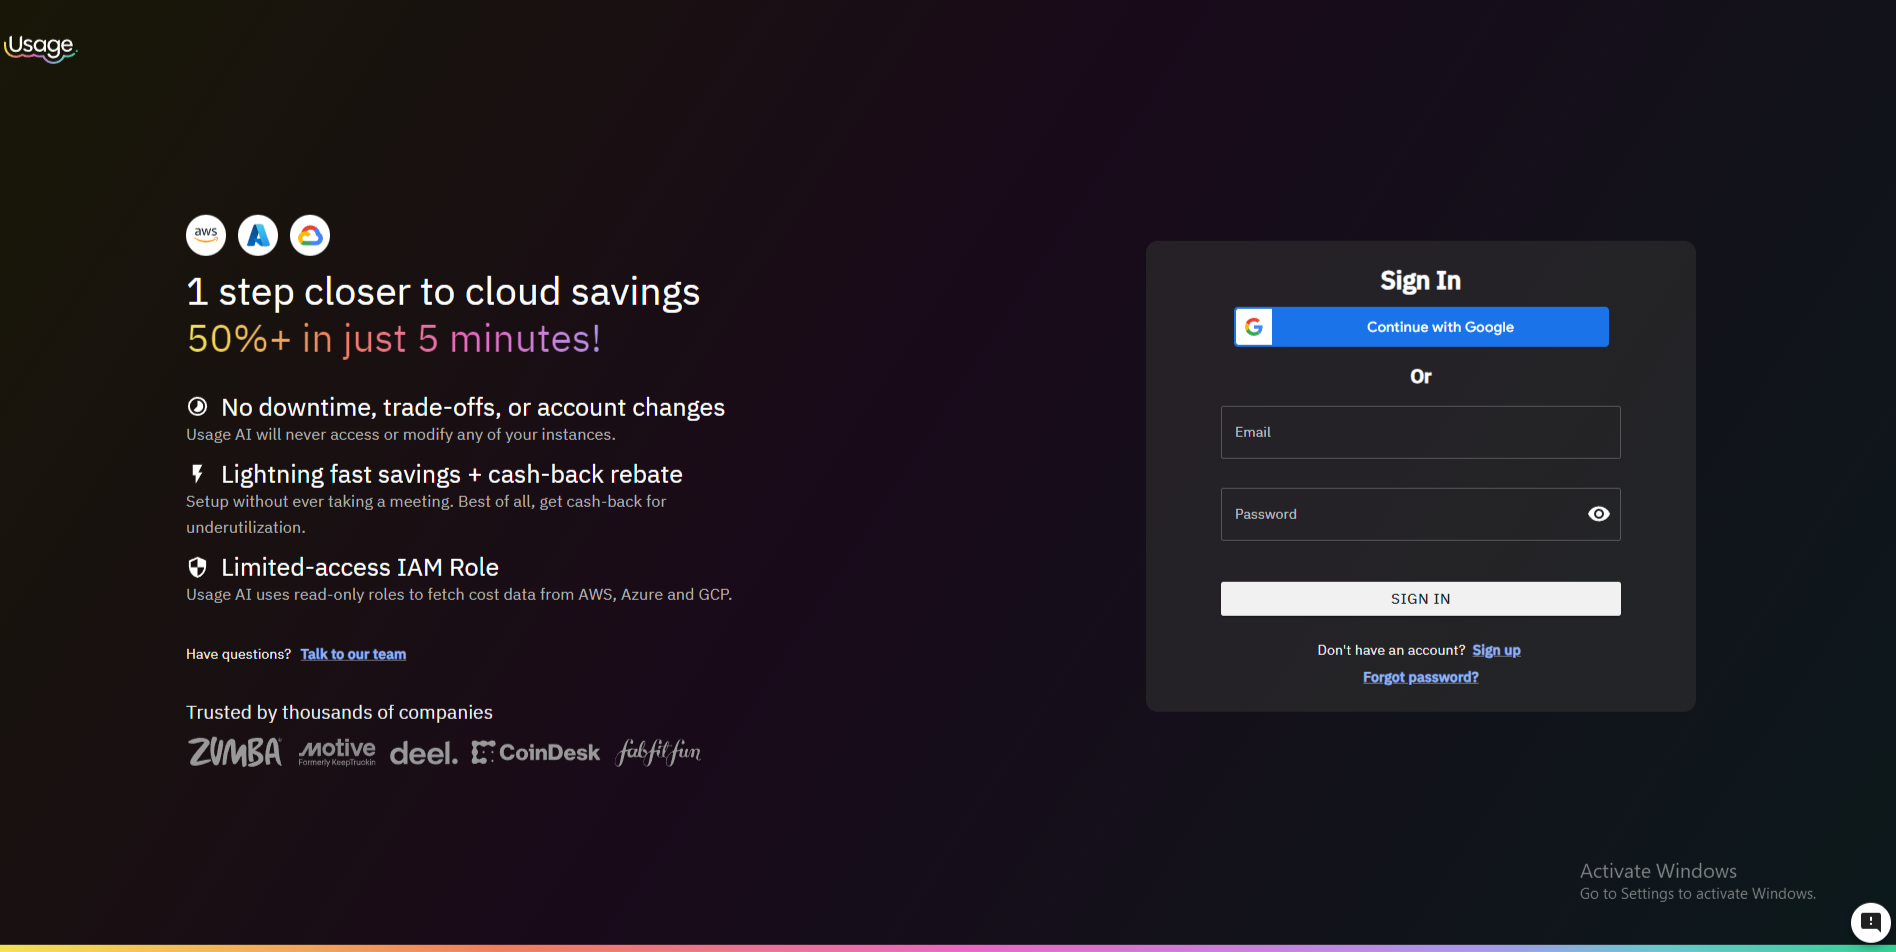 Usage
aws
1 step closer to cloud savings
50%+ in just 5 minutes!
No downtime, trade-offs, or account changes
Usage AI will never access or modify any of your instances.
Lightning fast savings + cash-back rebate
Setup without ever taking a meeting. Best of all, get cash-back for
underutilization.
Limited-access IAM Role
Usage AI uses read-only roles to fetch cost data from AWS, Azure and GCP.
Have questions? Talk to our team
Trusted by thousands of companies
ZUMBA
motive
Formerly KeepTruckin
deel.
CoinDesk
fabfitfun
Sign In
Continue with Google
Or
Email
Password
SIGN IN
Don't have an account? Sign up
Forgot password?
Activate Windows
Go to Settings to activate Windows.